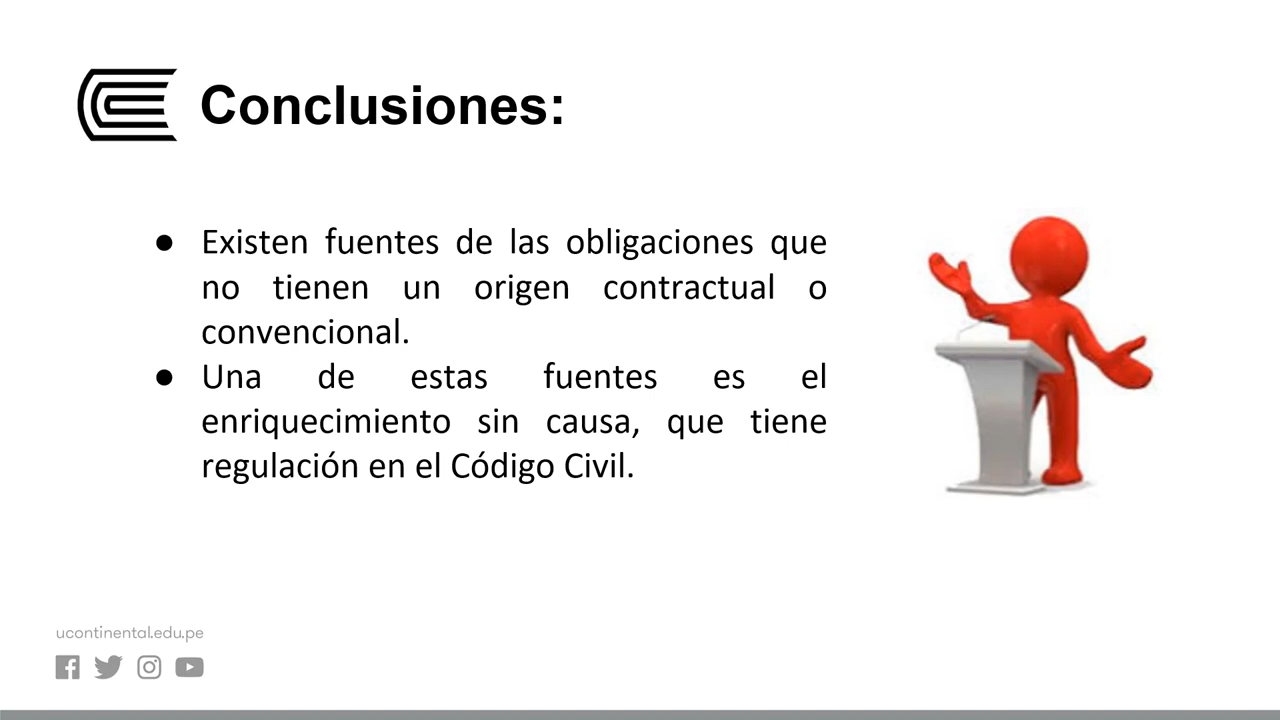 Conclusiones:
● Existen fuentes de las obligaciones que
no tienen un origen contractual o
convencional.
● Una de estas fuentes es el
enriquecimiento sin causa, que tiene
regulación en el Código Civil.
ucontinental.edu.pe